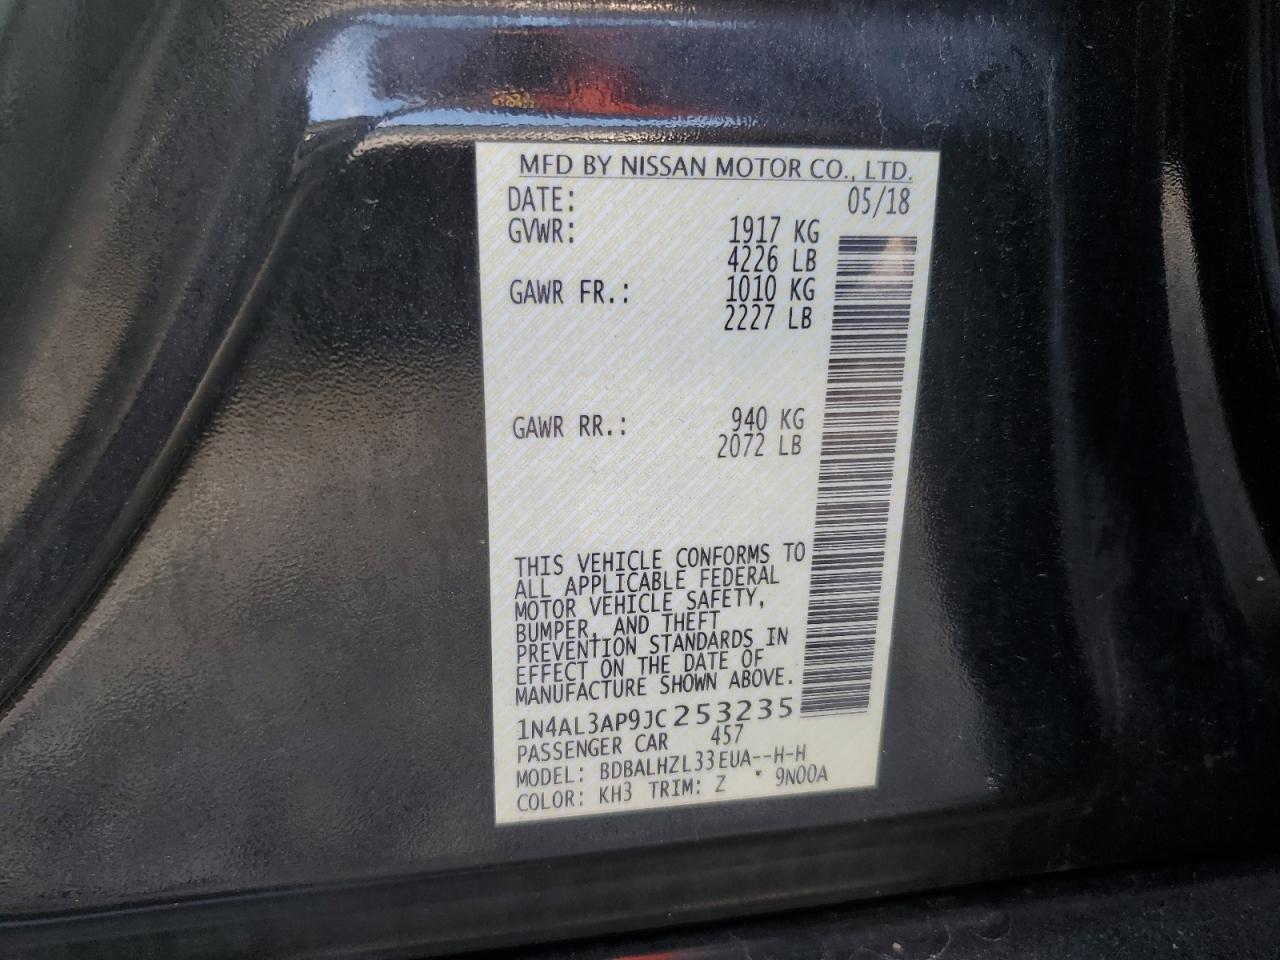 MFD BY NISSAN MOTOR CO., LTD.
DATE: 05/18
GVWR: 1917 KG
4226 LB
GAWR FR.: 1010 KG
2227 LB
GAWR RR.: 940 KG
2072 LB
THIS VEHICLE CONFORMS TO
ALL APPLICABLE FEDERAL
MOTOR VEHICLE SAFETY,
BUMPER, AND THEFT
PREVENTION STANDARDS IN
EFFECT ON THE DATE OF
MANUFACTURE SHOWN ABOVE.
1N4AL3AP9JC253235
PASSENGER CAR 457
MODEL: BDBALHZL33EUA--H-H
COLOR: KH3 TRIM: Z 9N00A